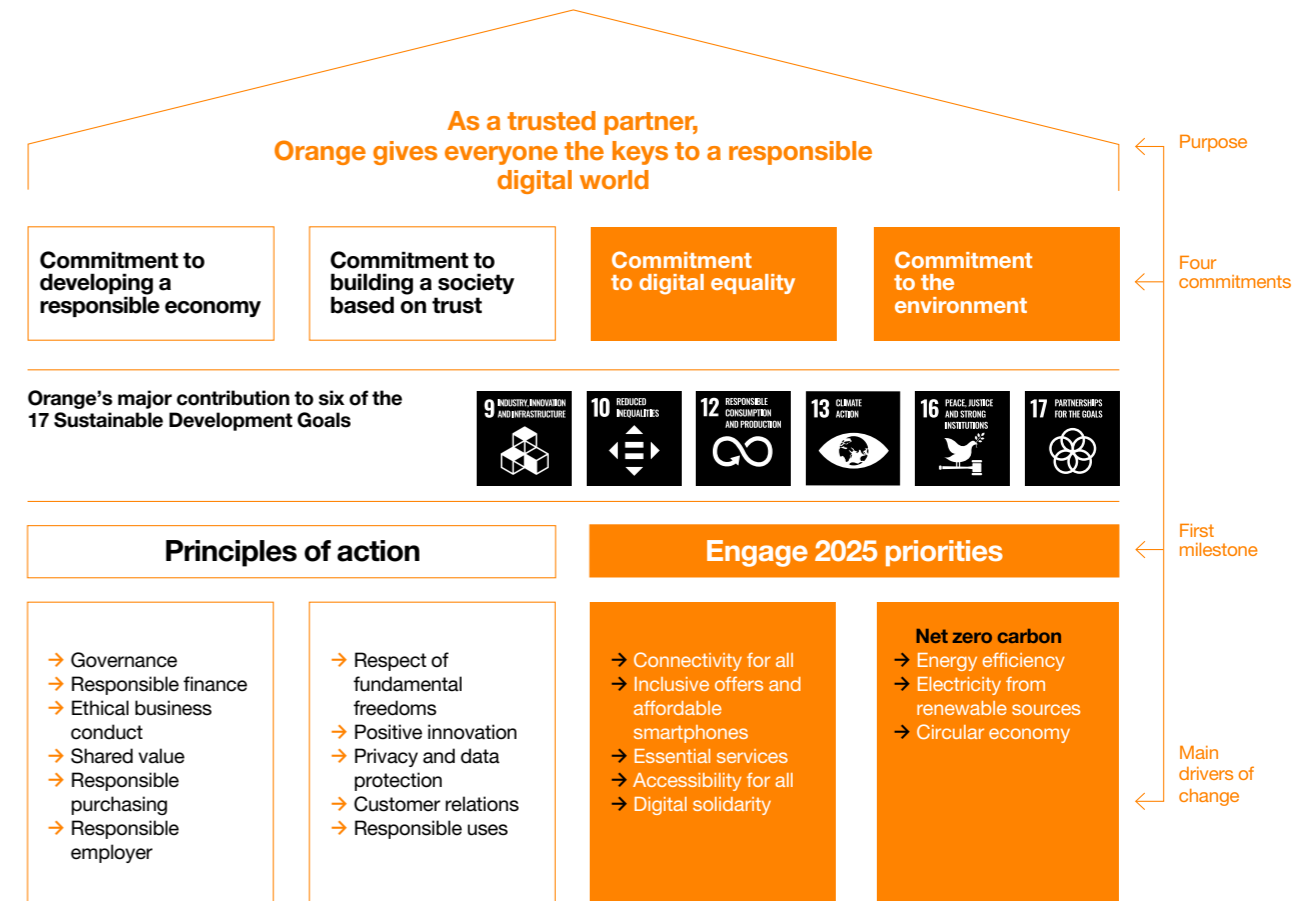 As a trusted partner,
Orange gives everyone the keys to a responsible
digital world
Purpose
Commitment to
developing a
responsible economy
Commitment to
building a society
based on trust
Commitment
to digital equality
Commitment
to the
environment
Four
commitments
Orange's major contribution to six of the
17 Sustainable Development Goals
9 INDUSTRY, INNOVATION
AND INFRASTRUCTURE
10 REDUCED
INEQUALITIES
12 RESPONSIBLE
CONSUMPTION
AND PRODUCTION
13 CLIMATE
ACTION
16 PEACE, JUSTICE
AND STRONG
INSTITUTIONS
17 PARTNERSHIPS
FOR THE GOALS
Principles of action
Engage 2025 priorities
First
milestone
→ Governance
→ Responsible finance
→ Ethical business
conduct
→ Shared value
→ Responsible
purchasing
→ Responsible
employer
→ Respect of
fundamental
freedoms
→ Positive innovation
→ Privacy and data
protection
→ Customer relations
→ Responsible uses
→ Connectivity for all
→ Inclusive offers and
affordable
smartphones
→ Essential services
→ Accessibility for all
→ Digital solidarity
Net zero carbon
→ Energy efficiency
→ Electricity from
renewable sources
→ Circular economy
Main
drivers of
change